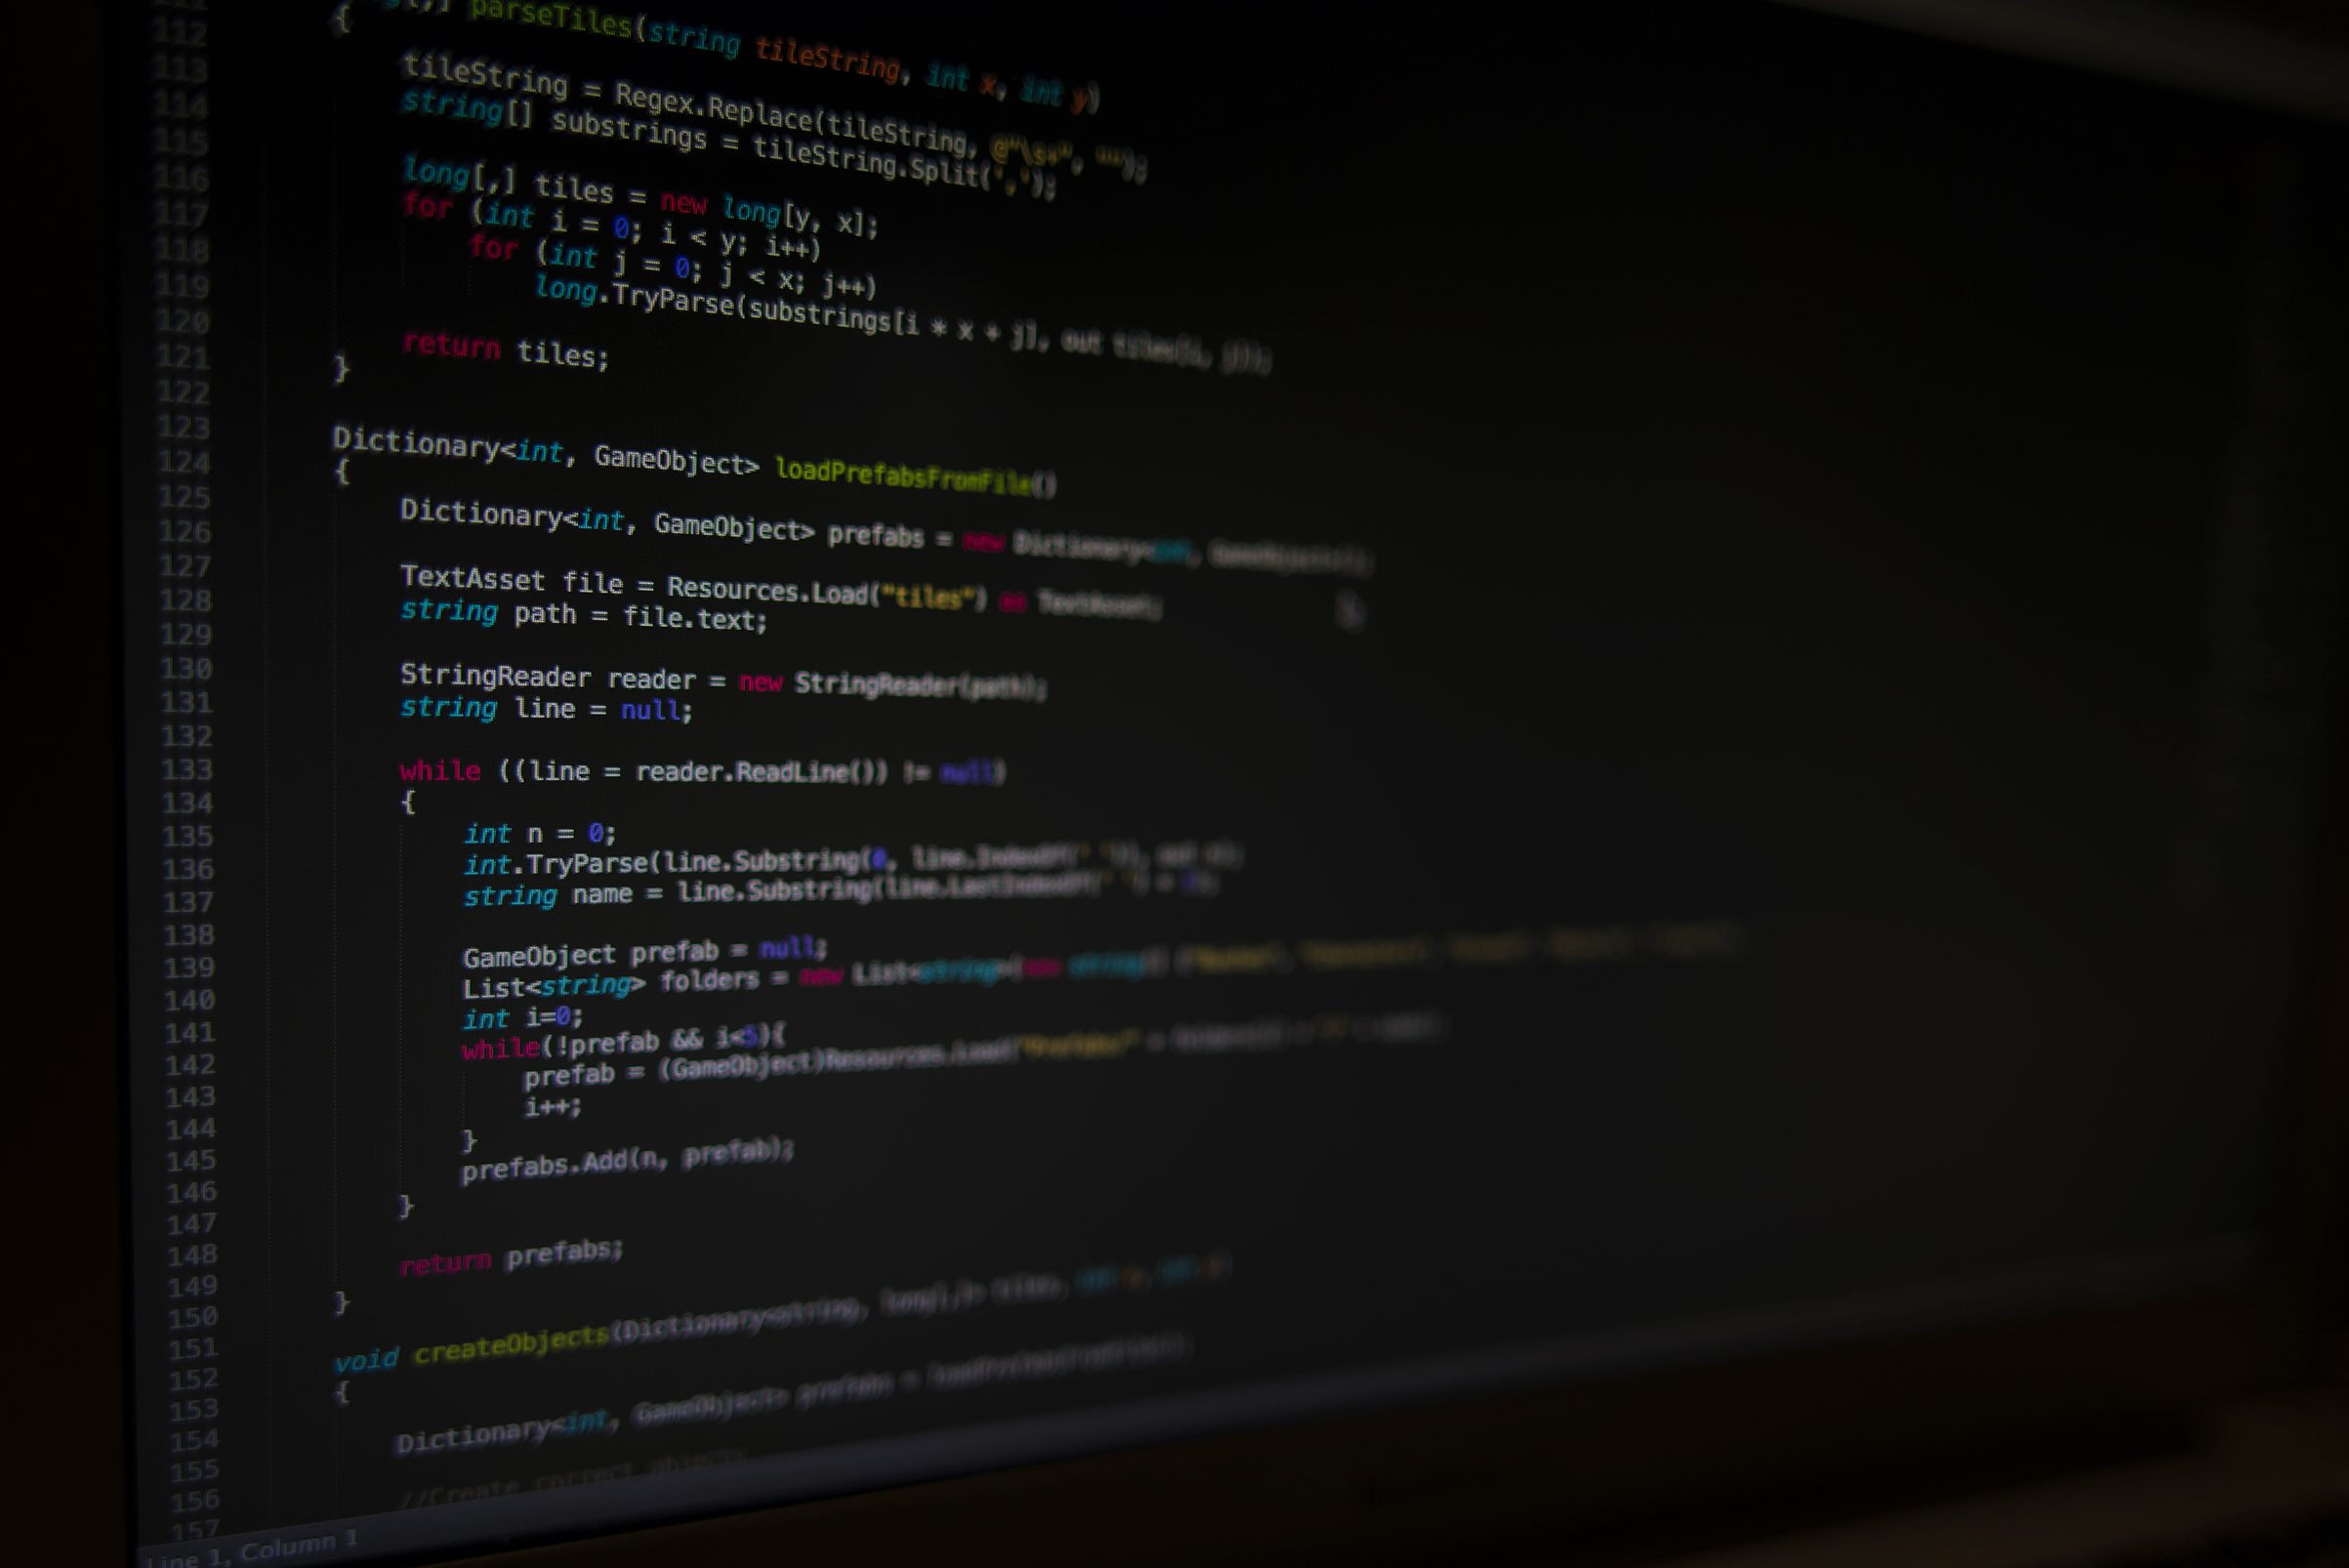 111
112 parseTiles(string tileString, int x, int y)
113 {
114 tileString = Regex.Replace(tileString, @"\s+", "");
115 string[] substrings = tileString.Split(',');
116
117 long[,] tiles = new long[y, x];
118 for (int i = 0; i < y; i++)
119 for (int j = 0; j < x; j++)
120 long.TryParse(substrings[i * x + j], out tiles[i, j]);
121
122 return tiles;
}
123
124 Dictionary<int, GameObject> loadPrefabsFromFile()
125 {
126 Dictionary<int, GameObject> prefabs = new Dictionary<int, GameObject>();
127
128 TextAsset file = Resources.Load("tiles") as TextAsset;
129 string path = file.text;
130
131 StringReader reader = new StringReader(path);
132 string line = null;
133
134 while ((line = reader.ReadLine()) != null)
135 {
136 int n = 0;
137 int.TryParse(line.Substring(0, line.IndexOf(' ')), out n);
138 string name = line.Substring(line.LastIndexOf(' ') +
139
140 GameObject prefab = null;
141 List<string> folders = new List<string>(new string[]
142 int i=0;
143 while(!prefab && i<5){
144 prefab = (GameObject)Resources.Load("Prefabs/"
145 i++;
146 }
147 prefabs.Add(n, prefab);
148 }
149
150 return prefabs;
151 }
152 void createObjects(Dictionary<string, long[,]> tiles, int
153 {
154 Dictionary<int, GameObject> prefabs = loadPrefabsFromFile();
155
156 //Create correct objects
157
Line 1, Column 1